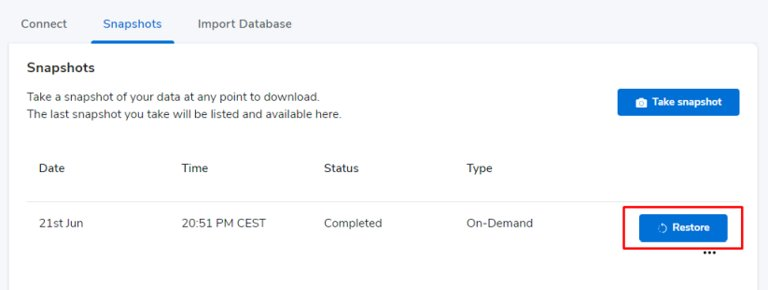 Connect Snapshots Import Database
Snapshots
Take a snapshot of your data at any point to download.
The last snapshot you take will be listed and available here.
Take snapshot
Date Time Status Type
21st Jun 20:51 PM CEST Completed On-Demand Restore